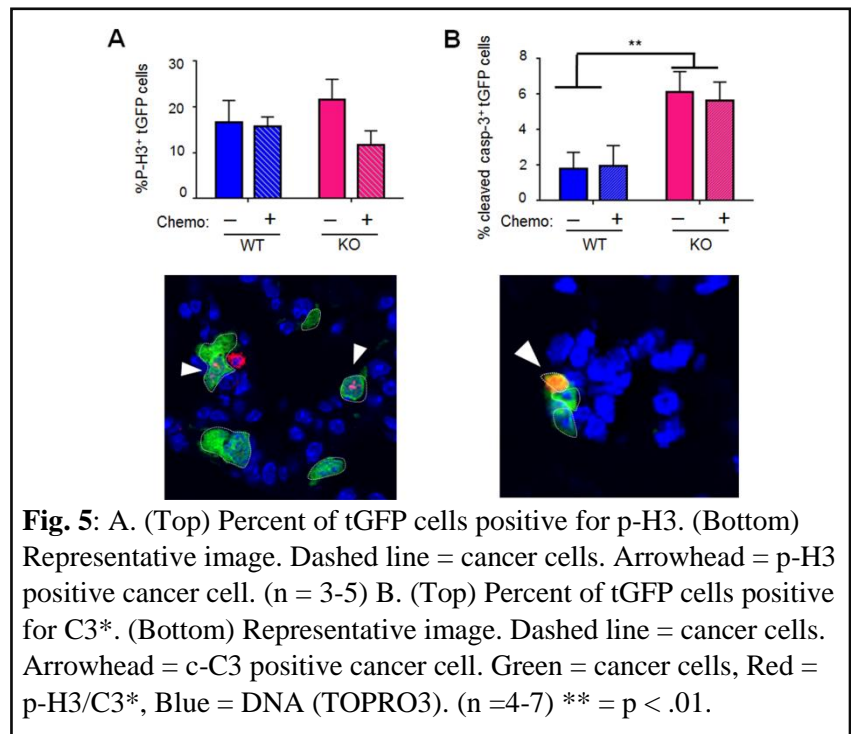 A
B
%P-H3⁺ tGFP cells
30
20
10
0
Chemo: – + – +
WT KO
% cleaved casp-3⁺ tGFP cells
**
6
4
2
0
Chemo: – + – +
WT KO
Fig. 5: A. (Top) Percent of tGFP cells positive for p-H3. (Bottom)
Representative image. Dashed line = cancer cells. Arrowhead = p-H3
positive cancer cell. (n = 3-5) B. (Top) Percent of tGFP cells positive
for C3*. (Bottom) Representative image. Dashed line = cancer cells.
Arrowhead = c-C3 positive cancer cell. Green = cancer cells, Red =
p-H3/C3*, Blue = DNA (TOPRO3). (n =4-7) ** = p < .01.